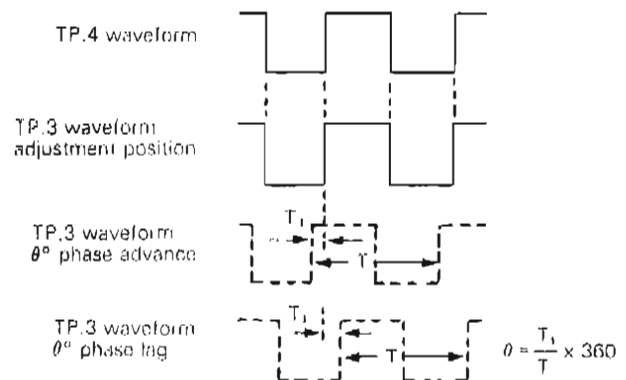 TP.4 waveform
TP.3 waveform
adjustment position
TP.3 waveform
θ° phase advance
T₁
T
TP.3 waveform
θ° phase lag
T₁
T
θ = T₁/T x 360